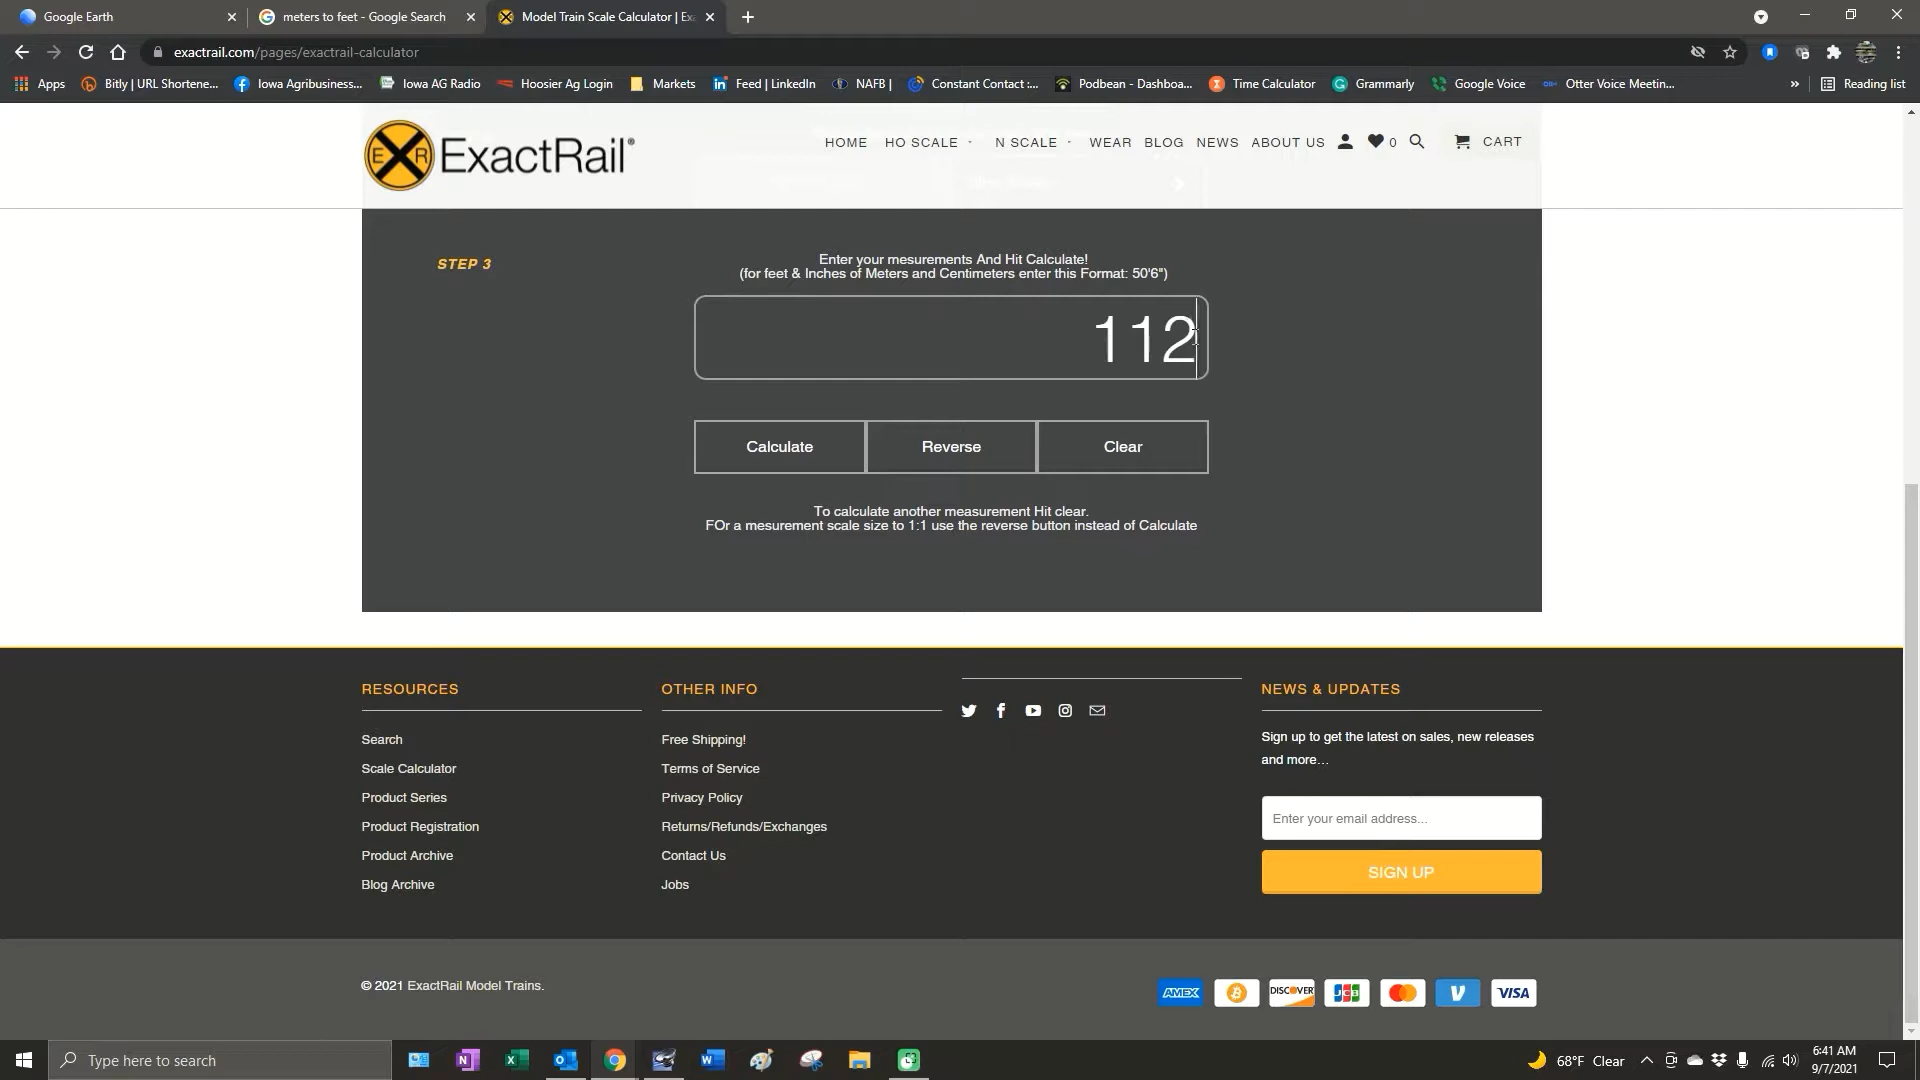 Google Earth
meters to feet - Google Search
Model Train Scale Calculator | Exa
exactrail.com/pages/exactrail-calculator
Apps
Bitly | URL Shortene...
Iowa Agribusiness...
Iowa AG Radio
Hoosier Ag Login
Markets
Feed | LinkedIn
NAFB |
Constant Contact :...
Podbean - Dashboa...
Time Calculator
Grammarly
Google Voice
Otter Voice Meetin...
»
Reading list
EXR ExactRail®
HOME HO SCALE N SCALE WEAR BLOG NEWS ABOUT US 0 CART
STEP 3
Enter your mesurements And Hit Calculate!
(for feet & Inches of Meters and Centimeters enter this Format: 50'6")
112
Calculate Reverse Clear
To calculate another measurement Hit clear.
FOr a mesurement scale size to 1:1 use the reverse button instead of Calculate
RESOURCES
Search
Scale Calculator
Product Series
Product Registration
Product Archive
Blog Archive
OTHER INFO
Free Shipping!
Terms of Service
Privacy Policy
Returns/Refunds/Exchanges
Contact Us
Jobs
NEWS & UPDATES
Sign up to get the latest on sales, new releases
and more…
Enter your email address...
SIGN UP
© 2021 ExactRail Model Trains.
AMEX DISCOVER JCB VISA
Type here to search
68°F Clear
6:41 AM
9/7/2021